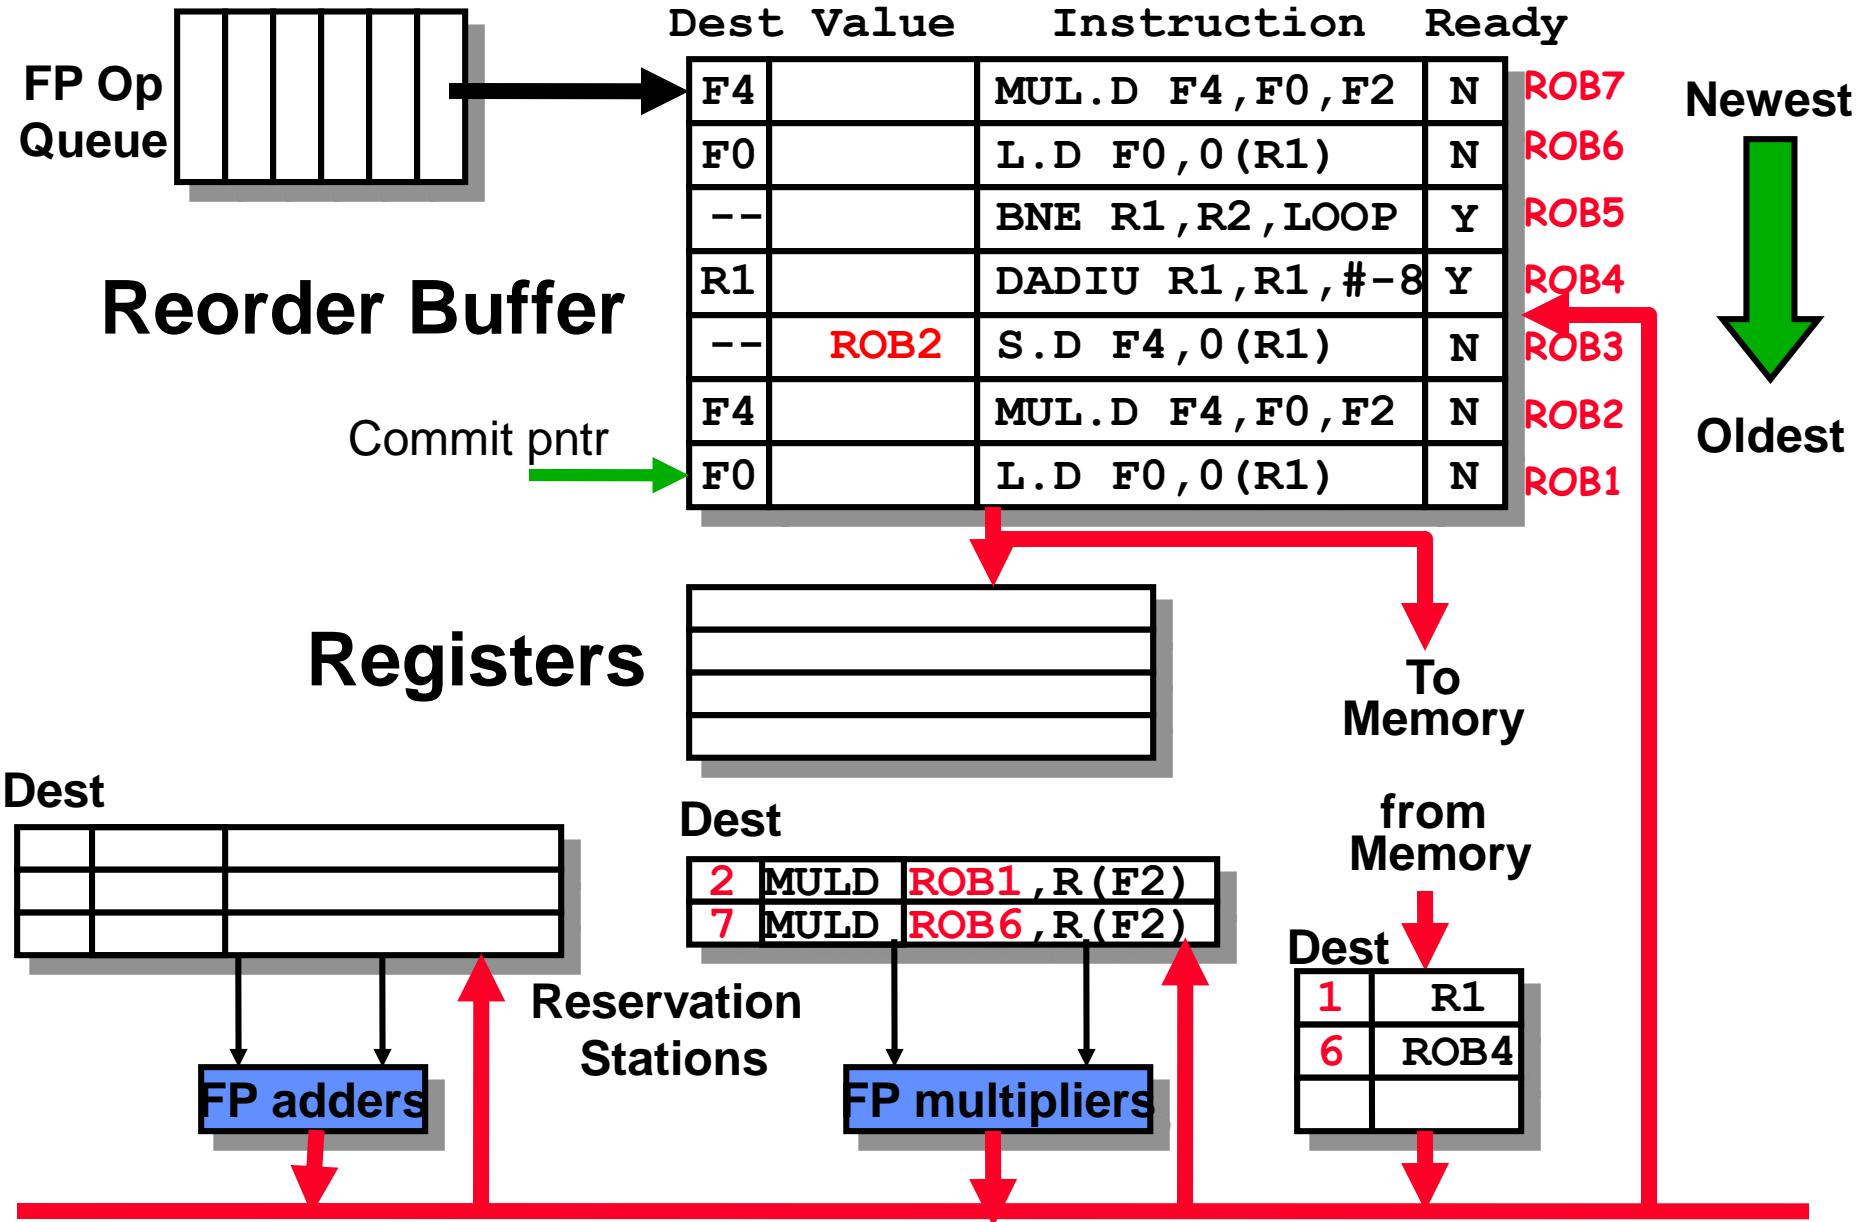 Dest Value Instruction Ready
FP Op
Queue
F4 MUL.D F4,F0,F2 N ROB7
F0 L.D F0,0(R1) N ROB6
-- BNE R1,R2,LOOP Y ROB5
R1 DADIU R1,R1,#-8 Y ROB4
-- ROB2 S.D F4,0(R1) N ROB3
F4 MUL.D F4,F0,F2 N ROB2
F0 L.D F0,0(R1) N ROB1
Newest
Oldest
Reorder Buffer
Commit pntr
Registers
To
Memory
Dest
Dest
from
Memory
2 MULD ROB1,R(F2)
7 MULD ROB6,R(F2)
Dest
1 R1
6 ROB4
Reservation
Stations
FP adders
FP multipliers